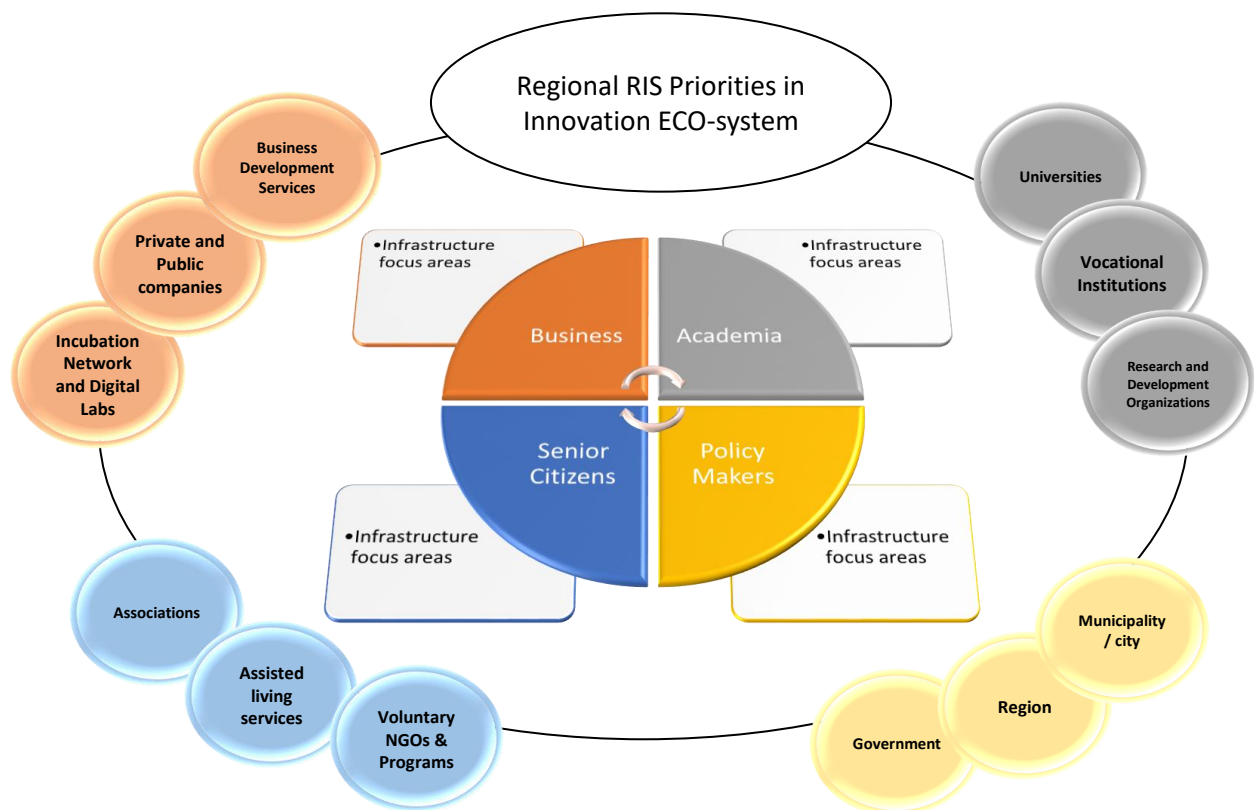 Regional RIS Priorities in
Innovation ECO-system
Business
Development
Services
Private and
Public
companies
Incubation
Network
and Digital
Labs
Universities
Vocational
Institutions
Research and
Development
Organizations
•Infrastructure
focus areas
Business
Academia
•Infrastructure
focus areas
•Infrastructure
focus areas
Senior
Citizens
Policy
Makers
•Infrastructure
focus areas
Associations
Assisted
living
services
Voluntary
NGOs &
Programs
Municipality
/ city
Region
Government